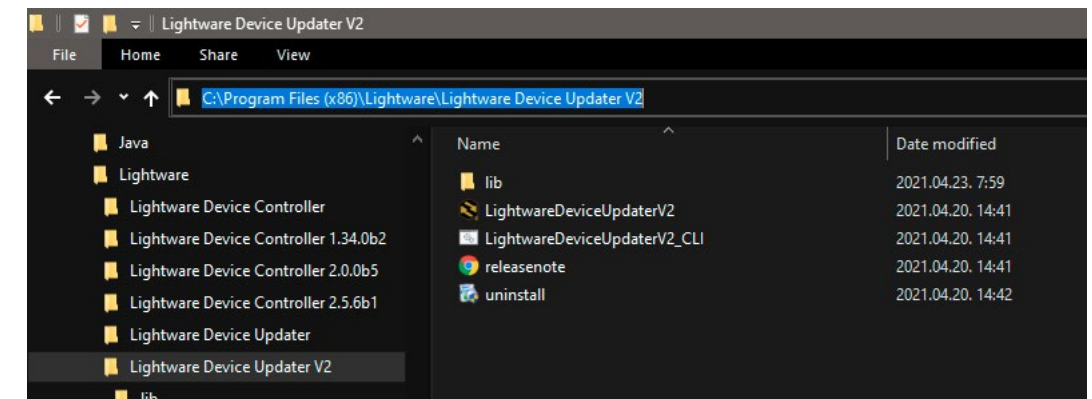 Lightware Device Updater V2
File Home Share View
C:\Program Files (x86)\Lightware\Lightware Device Updater V2
Java
Lightware
Lightware Device Controller
Lightware Device Controller 1.34.0b2
Lightware Device Controller 2.0.0b5
Lightware Device Controller 2.5.6b1
Lightware Device Updater
Lightware Device Updater V2
lib
Name Date modified
lib 2021.04.23. 7:59
LightwareDeviceUpdaterV2 2021.04.20. 14:41
LightwareDeviceUpdaterV2_CLI 2021.04.20. 14:41
releasenote 2021.04.20. 14:41
uninstall 2021.04.20. 14:42